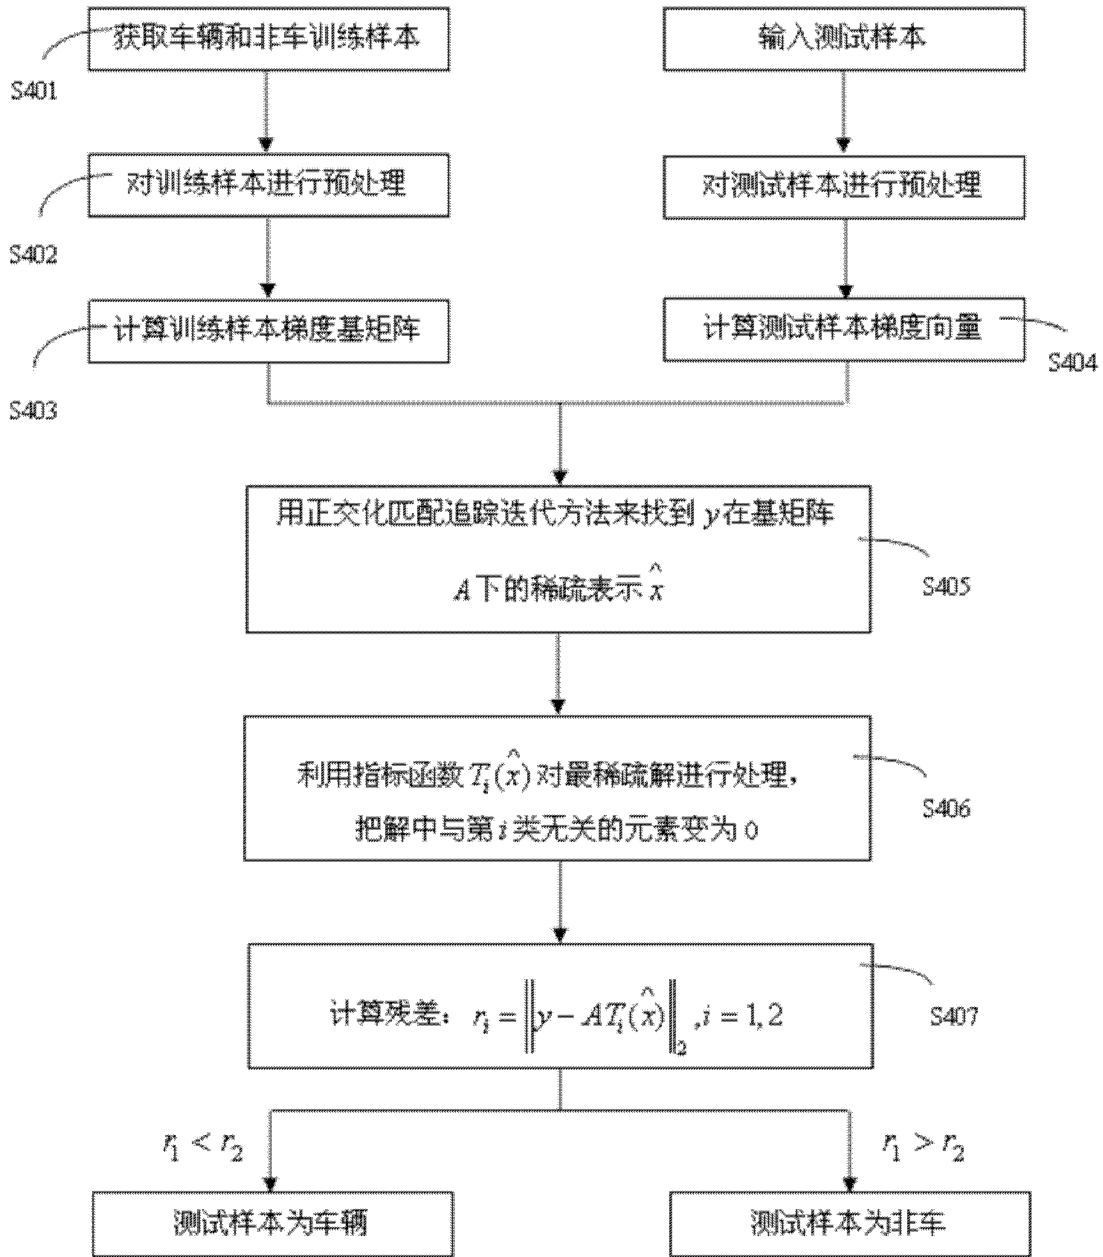 获取车辆和非车训练样本
输入测试样本
S401
对训练样本进行预处理
对测试样本进行预处理
S402
计算训练样本梯度基矩阵
计算测试样本梯度向量
S404
S403
用正交化匹配追踪迭代方法来找到 y 在基矩阵
A 下的稀疏表示 x̂
S405
利用指标函数 T_i(x̂) 对最稀疏解进行处理，
把解中与第 i 类无关的元素变为 0
S406
计算残差： r_i = ‖y − AT_i(x̂)‖_2 , i = 1, 2
S407
r_1 < r_2
r_1 > r_2
测试样本为车辆
测试样本为非车